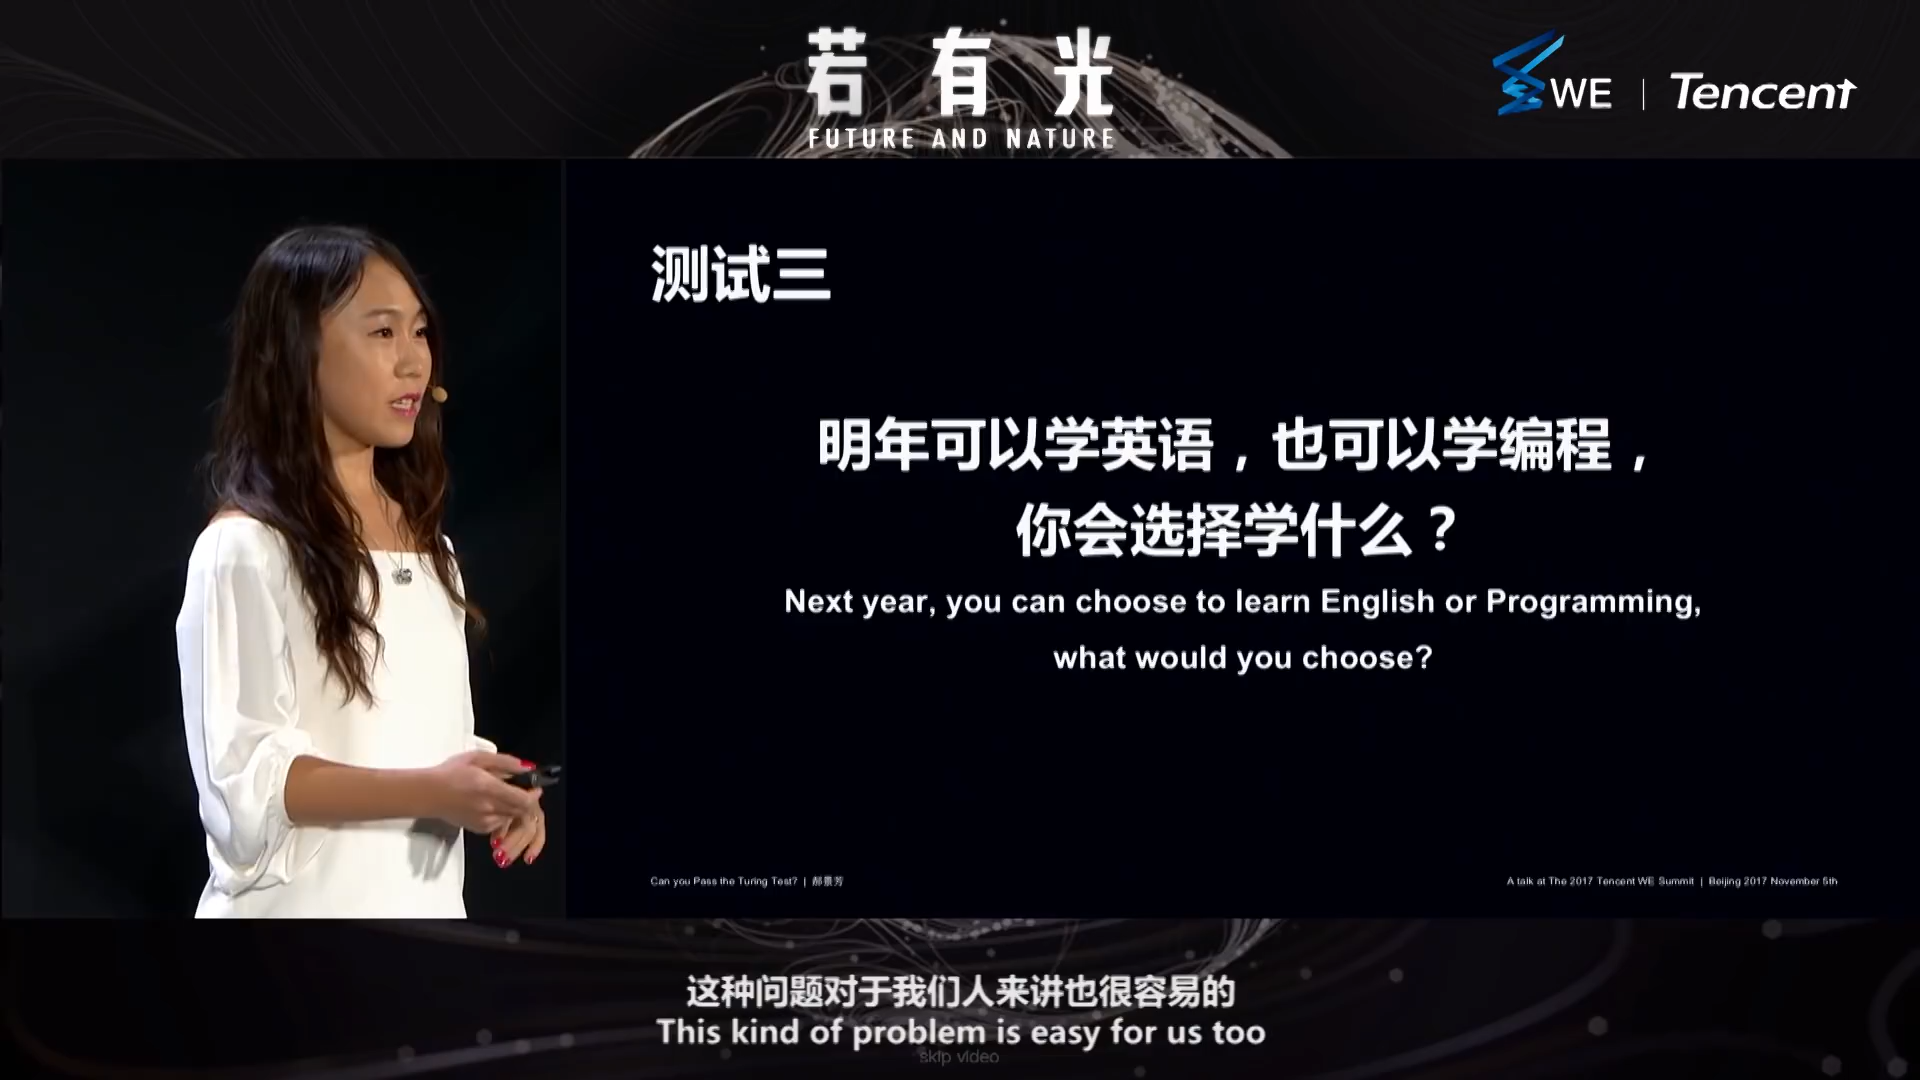 若有光
FUTURE AND NATURE
WE | Tencent
测试三
明年可以学英语，也可以学编程，
你会选择学什么？
Next year, you can choose to learn English or Programming,
what would you choose?
Can you Pass the Turing Test? | 郝景芳
A talk at The 2017 Tencent WE Summit | Beijing 2017 November 5th
这种问题对于我们人来讲也很容易的
This kind of problem is easy for us too
skip video